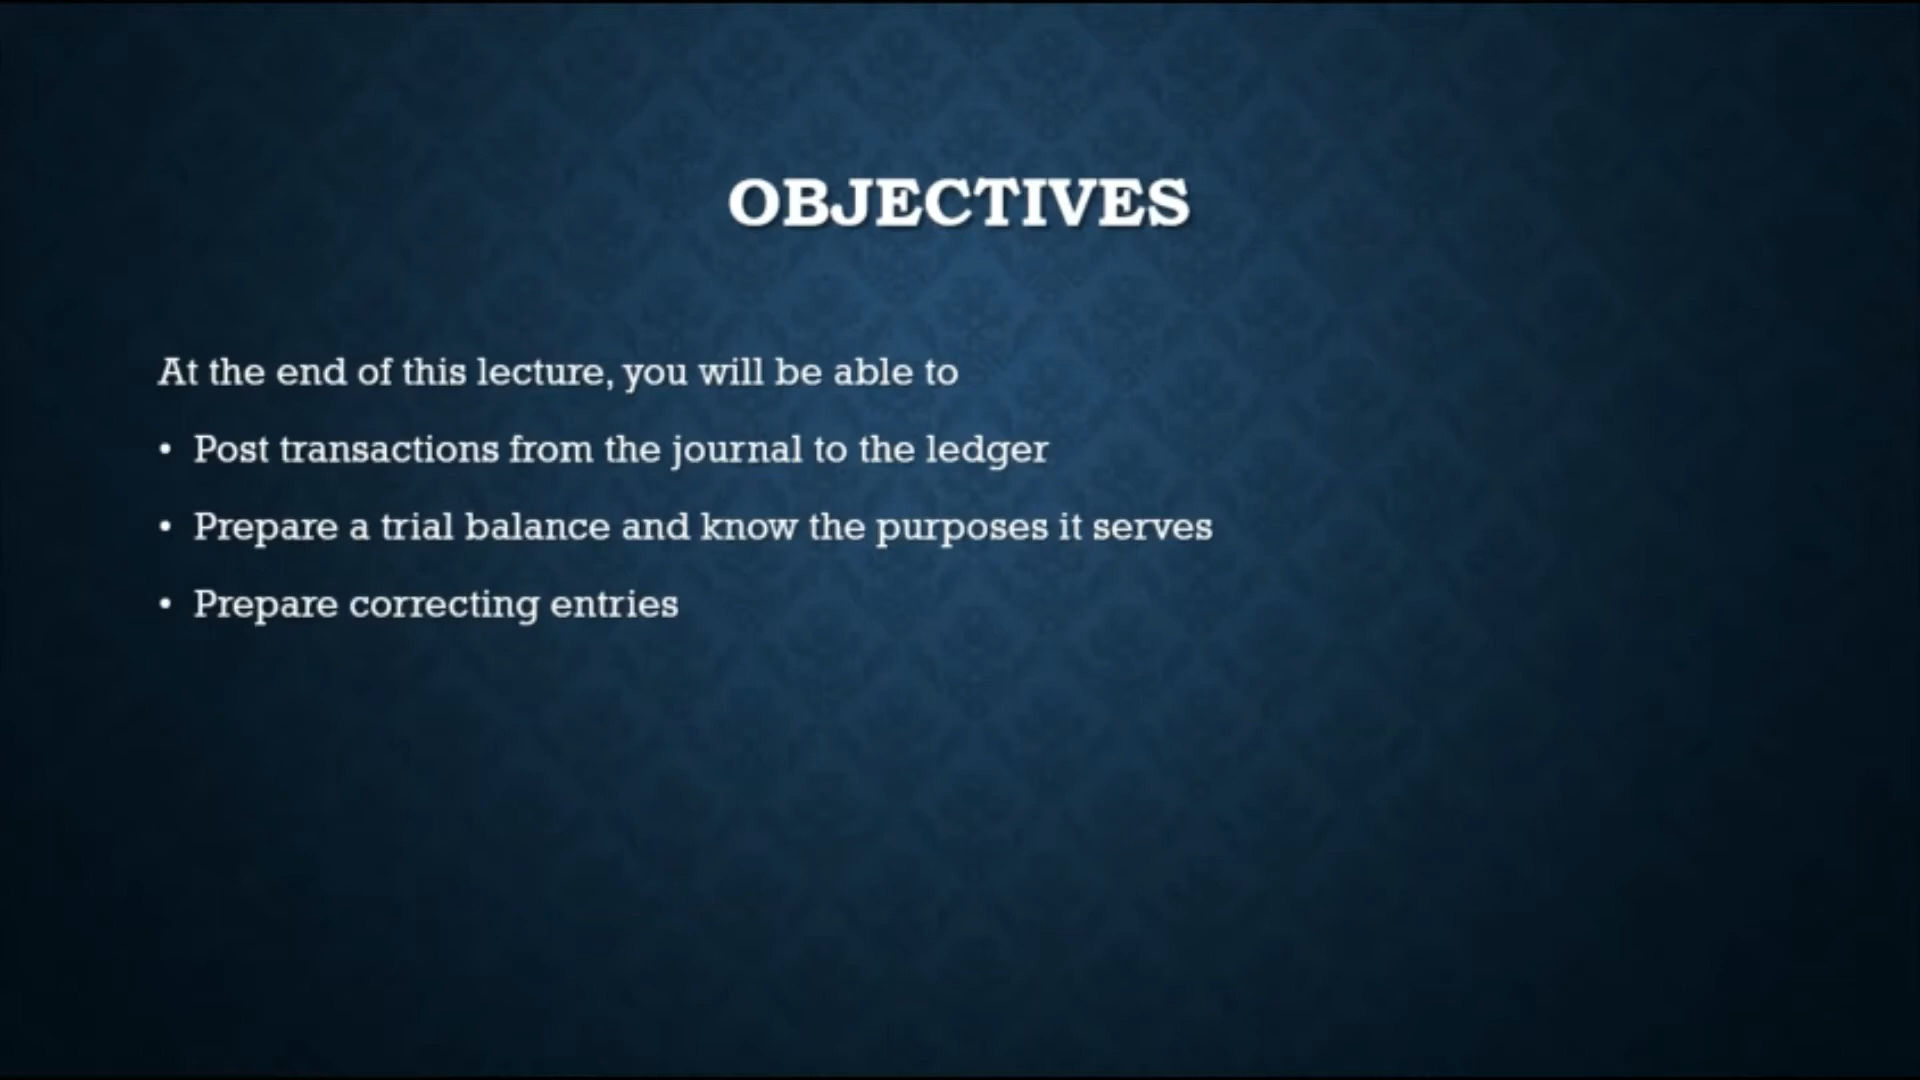 OBJECTIVES
At the end of this lecture, you will be able to
• Post transactions from the journal to the ledger
• Prepare a trial balance and know the purposes it serves
• Prepare correcting entries